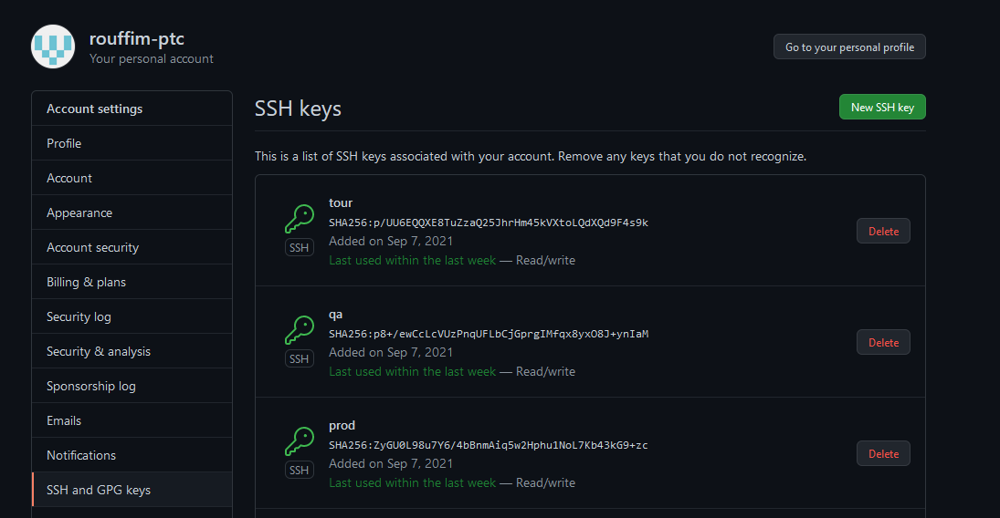 rouffim-ptc
Your personal account
Go to your personal profile
Account settings
Profile
Account
Appearance
Account security
Billing & plans
Security log
Security & analysis
Sponsorship log
Emails
Notifications
SSH and GPG keys
SSH keys
New SSH key
This is a list of SSH keys associated with your account. Remove any keys that you do not recognize.
tour
SHA256:p/UU6EQQXE8TuZzaQ25JhrHm45kVXtoLQdXQd9F4s9k
Added on Sep 7, 2021
Last used within the last week — Read/write
SSH
Delete
qa
SHA256:p8+/ewCcLcVUzPnqUFLbCjGprgIMfqx8yxO8J+ynIaM
Added on Sep 7, 2021
Last used within the last week — Read/write
SSH
Delete
prod
SHA256:ZyGU0L98u7Y6/4bBnmAiq5w2Hphu1NoL7Kb43kG9+zc
Added on Sep 7, 2021
Last used within the last week — Read/write
SSH
Delete